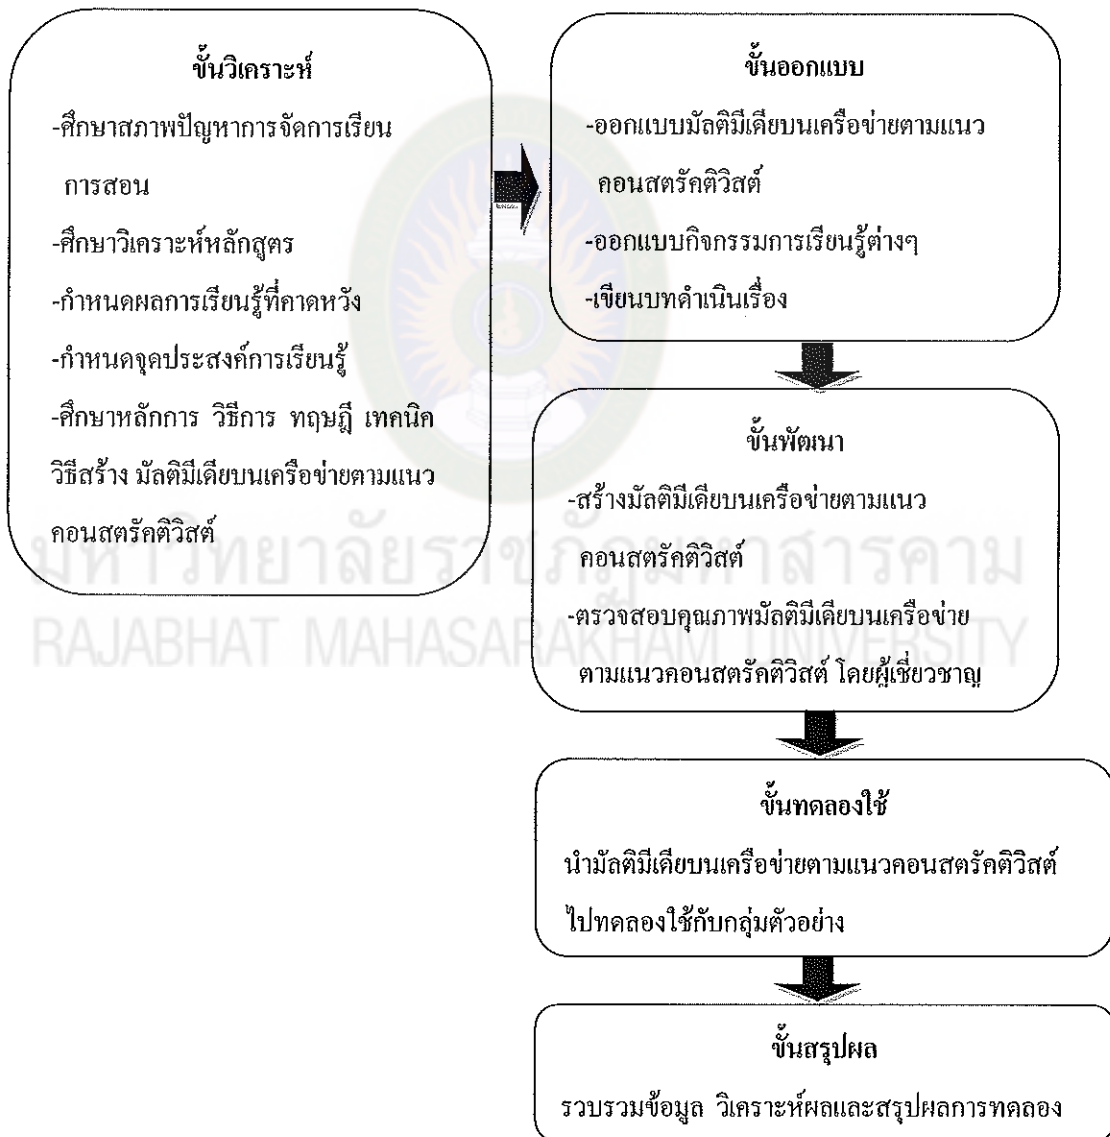 ขั้นวิเคราะห์
-ศึกษาสภาพปัญหาการจัดการเรียน
การสอน
-ศึกษาวิเคราะห์หลักสูตร
-กำหนดผลการเรียนรู้ที่คาดหวัง
-กำหนดจุดประสงค์การเรียนรู้
-ศึกษาหลักการ วิธีการ ทฤษฎี เทคนิค
วิธีสร้าง มัลติมีเดียบนเครือข่ายตามแนว
คอนสตรัคติวิสต์
ขั้นออกแบบ
-ออกแบบมัลติมีเดียบนเครือข่ายตามแนว
คอนสตรัคติวิสต์
-ออกแบบกิจกรรมการเรียนรู้ต่างๆ
-เขียนบทดำเนินเรื่อง
ขั้นพัฒนา
-สร้างมัลติมีเดียบนเครือข่ายตามแนว
คอนสตรัคติวิสต์
-ตรวจสอบคุณภาพมัลติมีเดียบนเครือข่าย
ตามแนวคอนสตรัคติวิสต์ โดยผู้เชี่ยวชาญ
ขั้นทดลองใช้
นำมัลติมีเดียบนเครือข่ายตามแนวคอนสตรัคติวิสต์
ไปทดลองใช้กับกลุ่มตัวอย่าง
ขั้นสรุปผล
รวบรวมข้อมูล วิเคราะห์ผลและสรุปผลการทดลอง
มหาวิทยาลัยราชภัฏมหาสารคาม
RAJABHAT MAHASARAKHAM UNIVERSITY